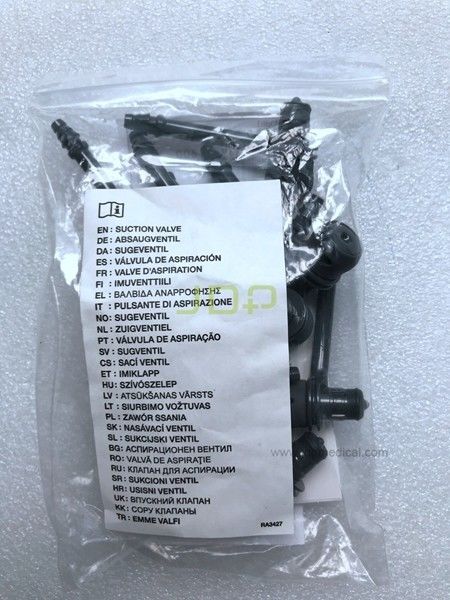 EN: SUCTION VALVE
DE: ABSAUGVENTIL
DA: SUGEVENTIL
ES: VÁLVULA DE ASPIRACIÓN
FR: VALVE D'ASPIRATION
FI: IMUVENTTIILI
EL: ΒΑΛΒΙΔΑ ΑΝΑΡΡΟΦΗΣΗΣ
IT: PULSANTE DI ASPIRAZIONE
JDP
NO: SUGEVENTIL
NL: ZUIGVENTIEL
PT: VÁLVULA DE ASPIRAÇÃO
SV: SUGVENTIL
CS: SACÍ VENTIL
ET: IMIKLAPP
HU: SZÍVÓSZELEP
LV: ATSŪKŠANAS VĀRSTS
LT: SIURBIMO VOŽTUVAS
PL: ZAWÓR SSANIA
SK: NASÁVACÍ VENTIL
SL: SUKCIJSKI VENTIL
BG: АСПИРАЦИОНЕН ВЕНТИЛ
RO: VALVĂ DE ASPIRAŢIE
RU: КЛАПАН ДЛЯ АСПИРАЦИИ
SR: SUKCIONI VENTIL
HR: USISNI VENTIL
UK: ВПУСКНИЙ КЛАПАН
KK: СОРУ КЛАПАНЫ
TR: EMME VALFİ
RA3427